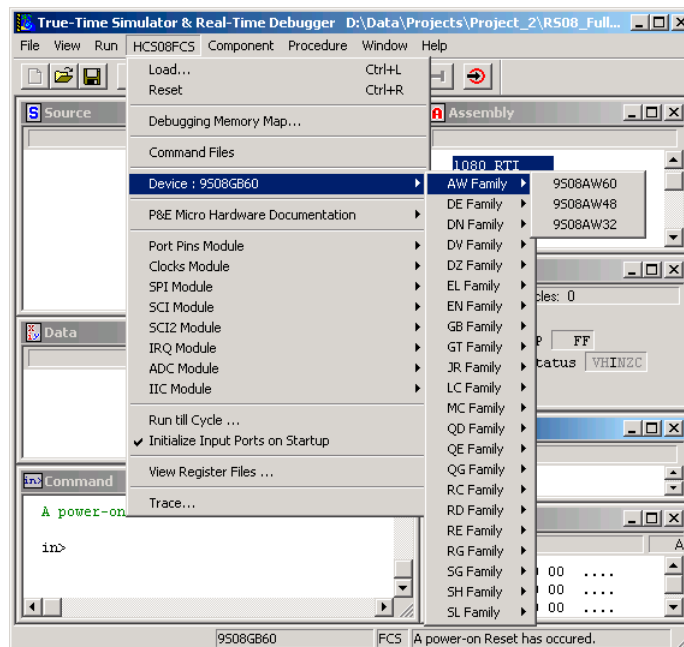 True-Time Simulator & Real-Time Debugger D:\Data\Projects\Project_2\RS08_Full...
File View Run HCS08FCS Component Procedure Window Help
Load... Ctrl+L
Reset Ctrl+R
Debugging Memory Map...
Command Files
Device : 9S08GB60
P&E Micro Hardware Documentation
Port Pins Module
Clocks Module
SPI Module
SCI Module
SCI2 Module
IRQ Module
ADC Module
IIC Module
Run till Cycle ...
Initialize Input Ports on Startup
View Register Files ...
Trace...
AW Family
DE Family
DN Family
DV Family
DZ Family
EL Family
EN Family
GB Family
GT Family
JR Family
LC Family
MC Family
QD Family
QE Family
QG Family
RC Family
RD Family
RE Family
RG Family
SG Family
SH Family
SL Family
9S08AW60
9S08AW48
9S08AW32
S Source
A Assembly
1080 RTI
cles: 0
P FF
tatus VHINZC
Data
in> Command
A power-on
in>
A
00 ....
00 ....
00 ....
9S08GB60 FCS A power-on Reset has occured.